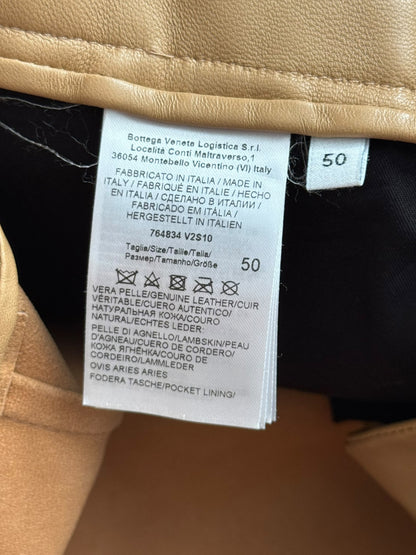 Bottega Veneta Logistica S.r.l.
Località Conti Maltraverso,1
36054 Montebello Vicentino (VI) Italy
FABBRICATO IN ITALIA / MADE IN
ITALY / FABRIQUÉ EN ITALIE / HECHO
EN ITALIA / СДЕЛАНО В ИТАЛИИ /
FABRICADO EM ITÁLIA /
HERGESTELLT IN ITALIEN
764834 V2S10
Taglia/Size/Taille/Talla/
Размер/Tamanho/Größe
50
VERA PELLE/GENUINE LEATHER/CUIR
VÉRITABLE/CUERO AUTENTICO/
НАТУРАЛЬНАЯ КОЖА/COURO
NATURAL/ECHTES LEDER:
PELLE DI AGNELLO/LAMBSKIN/PEAU
D'AGNEAU/CUERO DE CORDERO/
КОЖА ЯГНЁНКА/COURO DE
CORDEIRO/LAMMLEDER
OVIS ARIES ARIES
FODERA TASCHE/POCKET LINING/
50